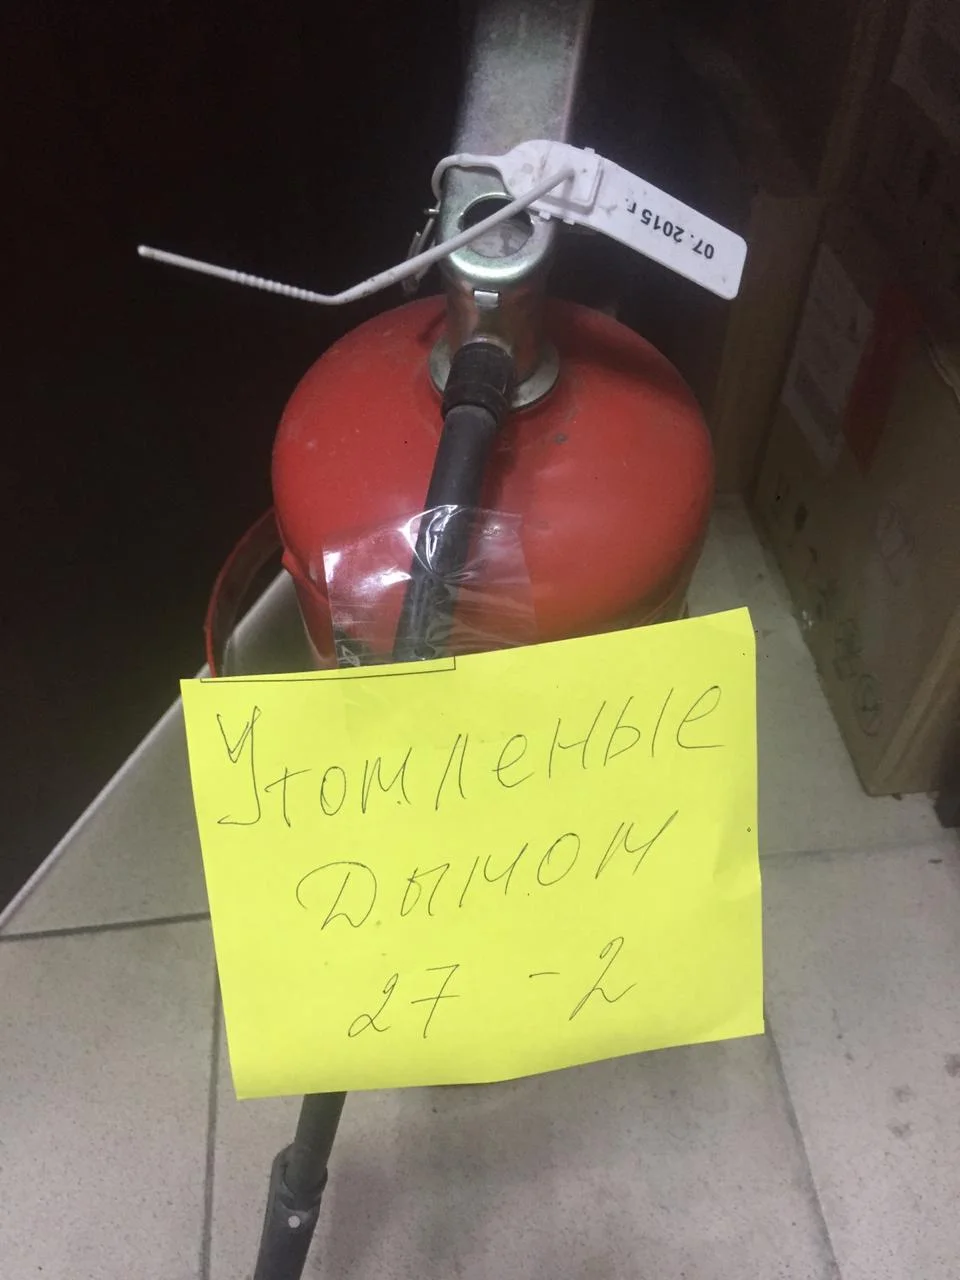 07.2015 г.
Утомленые
Дымом
27 - 2